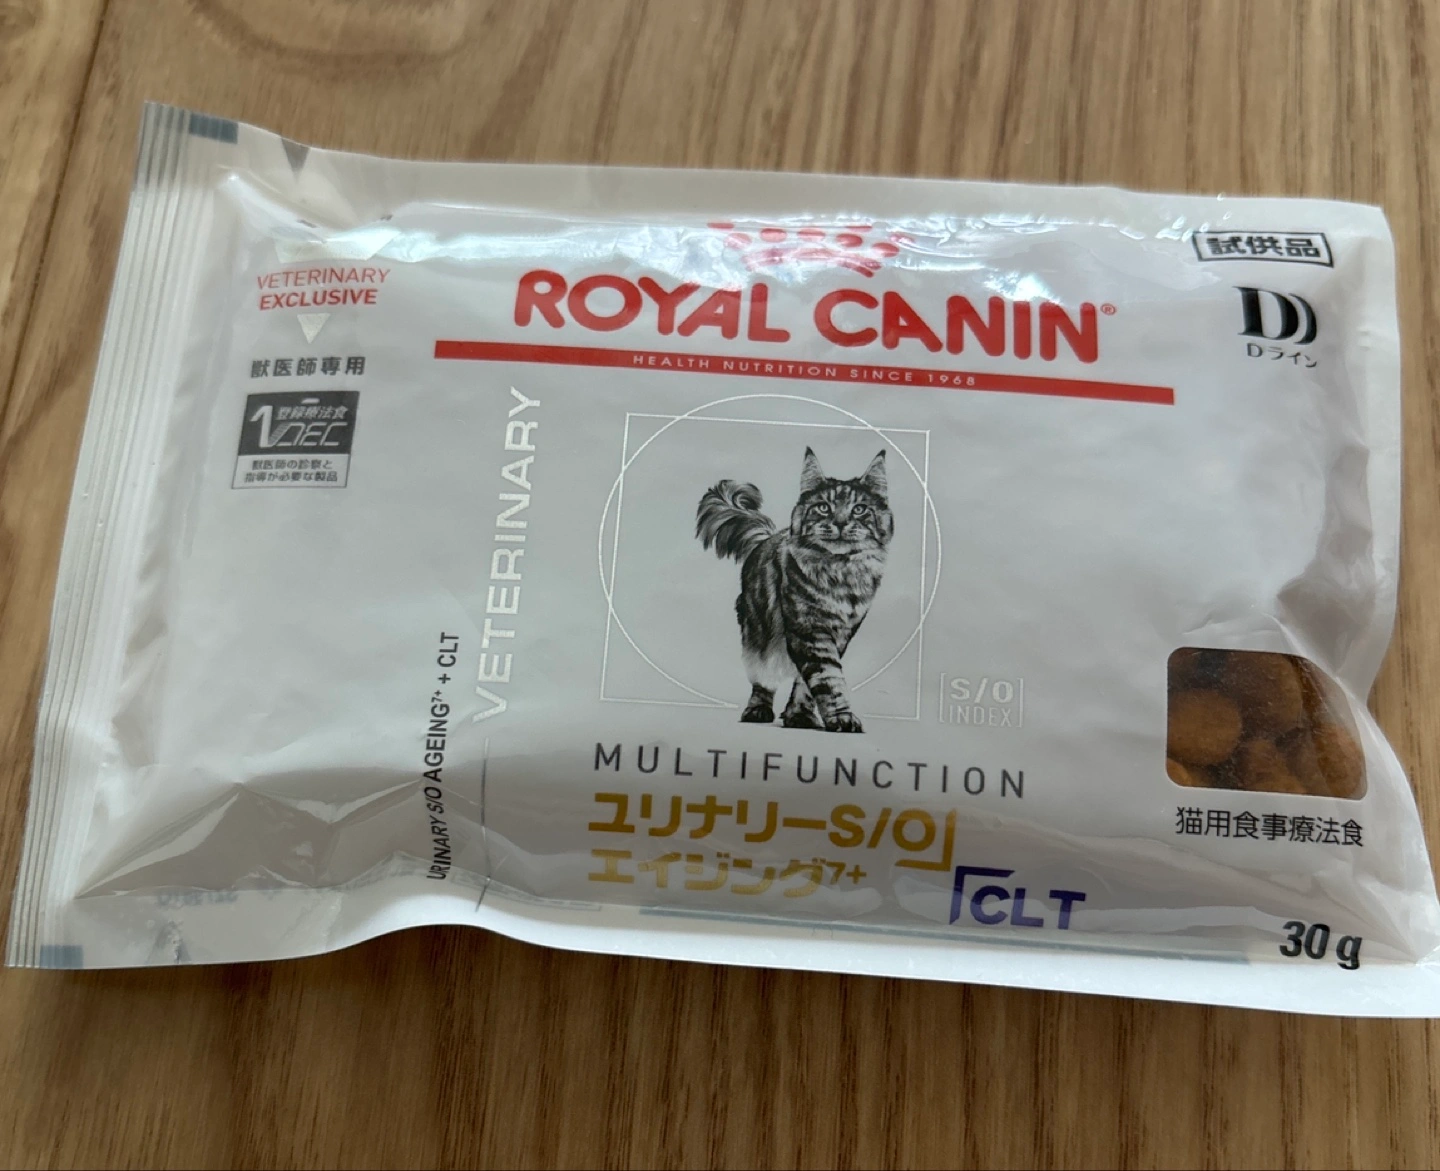 VETERINARY
EXCLUSIVE
獣医師専用
登録療法食
VDEC
獣医師の診察と
指導が必要な製品
ROYAL CANIN®
HEALTH NUTRITION SINCE 1968
試供品
D
Dライン
VETERINARY
URINARY S/O AGEING7+ + CLT
S/O
INDEX
MULTIFUNCTION
ユリナリーS/O
エイジング7+
CLT
猫用食事療法食
30 g